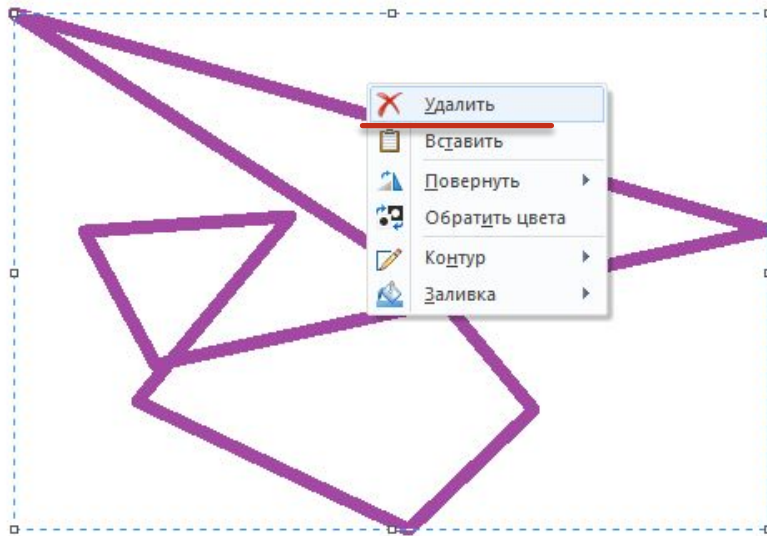 Удалить
Вставить
Повернуть
Обратить цвета
Контур
Заливка